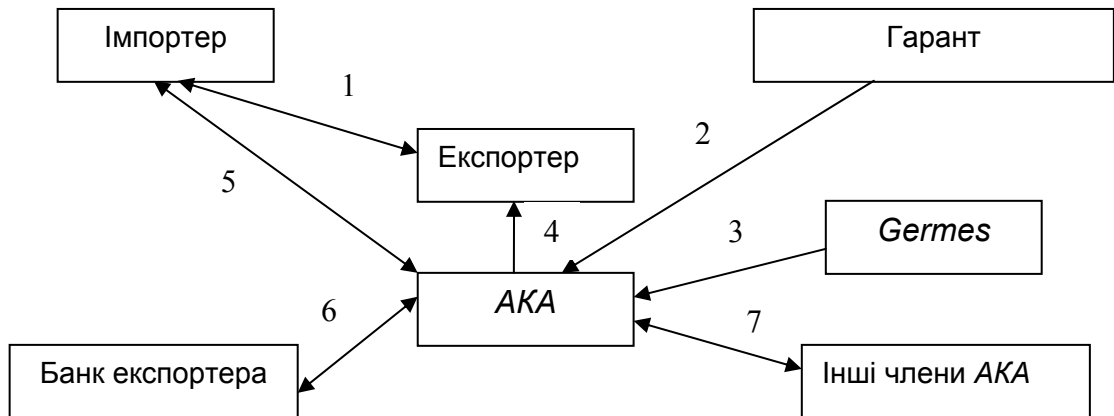 Імпортер
Гарант
1
2
Експортер
5
4
3
Germes
АКА
6
7
Банк експортера
Інші члени АКА